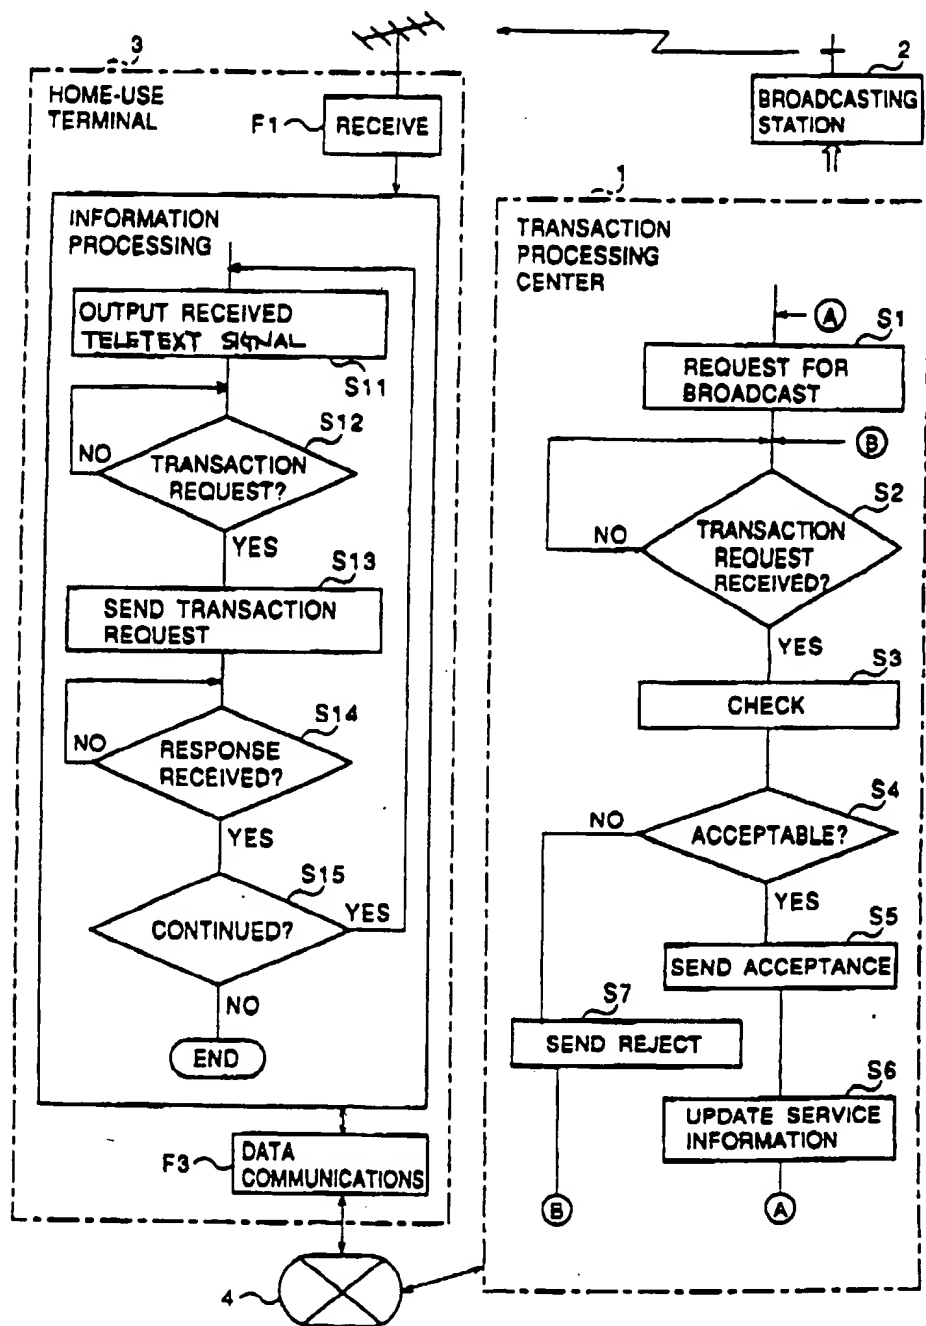 3
HOME-USE
TERMINAL
F1
RECEIVE
2
BROADCASTING
STATION
INFORMATION
PROCESSING
OUTPUT RECEIVED
TELETEXT SIGNAL
S11
S12
NO
TRANSACTION
REQUEST?
YES
S13
SEND TRANSACTION
REQUEST
S14
NO
RESPONSE
RECEIVED?
YES
S15
CONTINUED?
YES
NO
END
F3
DATA
COMMUNICATIONS
4
1
TRANSACTION
PROCESSING
CENTER
A
S1
REQUEST FOR
BROADCAST
B
S2
NO
TRANSACTION
REQUEST
RECEIVED?
YES
S3
CHECK
S4
NO
ACCEPTABLE?
YES
S5
SEND ACCEPTANCE
S7
SEND REJECT
S6
UPDATE SERVICE
INFORMATION
B
A